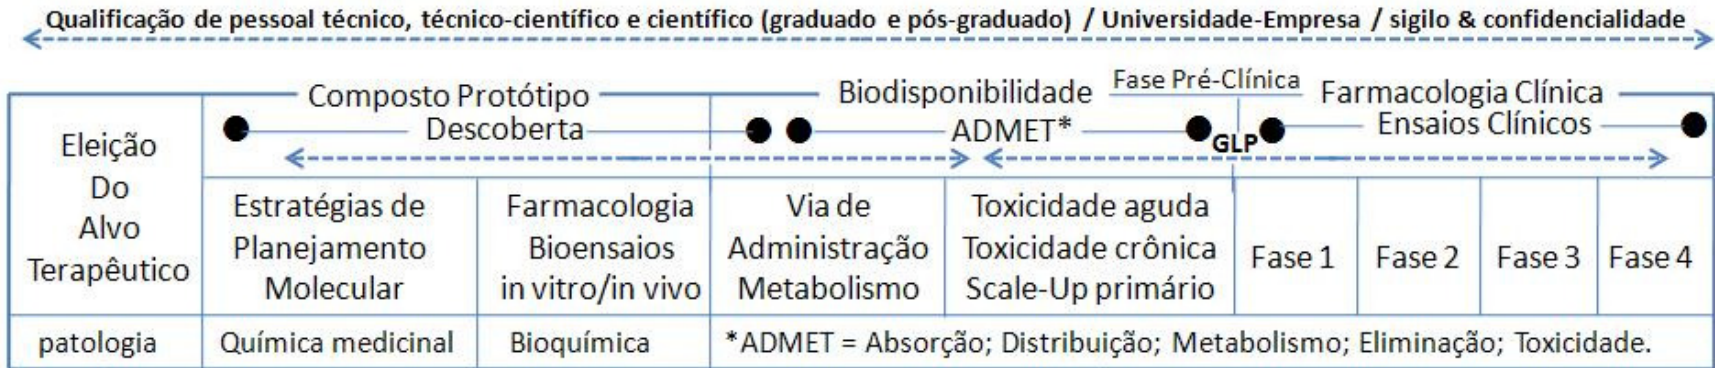 Qualificação de pessoal técnico, técnico-científico e científico (graduado e pós-graduado) / Universidade-Empresa / sigilo & confidencialidade
Eleição
Do
Alvo
Terapêutico
Composto Protótipo
Descoberta
Biodisponibilidade
ADMET*
Fase Pré-Clínica
GLP
Farmacologia Clínica
Ensaios Clínicos
Estratégias de
Planejamento
Molecular
Farmacologia
Bioensaios
in vitro/in vivo
Via de
Administração
Metabolismo
Toxicidade aguda
Toxicidade crônica
Scale-Up primário
Fase 1
Fase 2
Fase 3
Fase 4
patologia
Química medicinal
Bioquímica
*ADMET = Absorção; Distribuição; Metabolismo; Eliminação; Toxicidade.